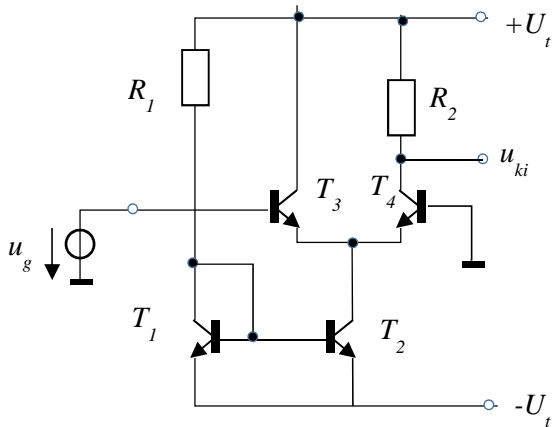 +U_t
R_1
R_2
u_ki
T_3
T_4
u_g
T_1
T_2
-U_t